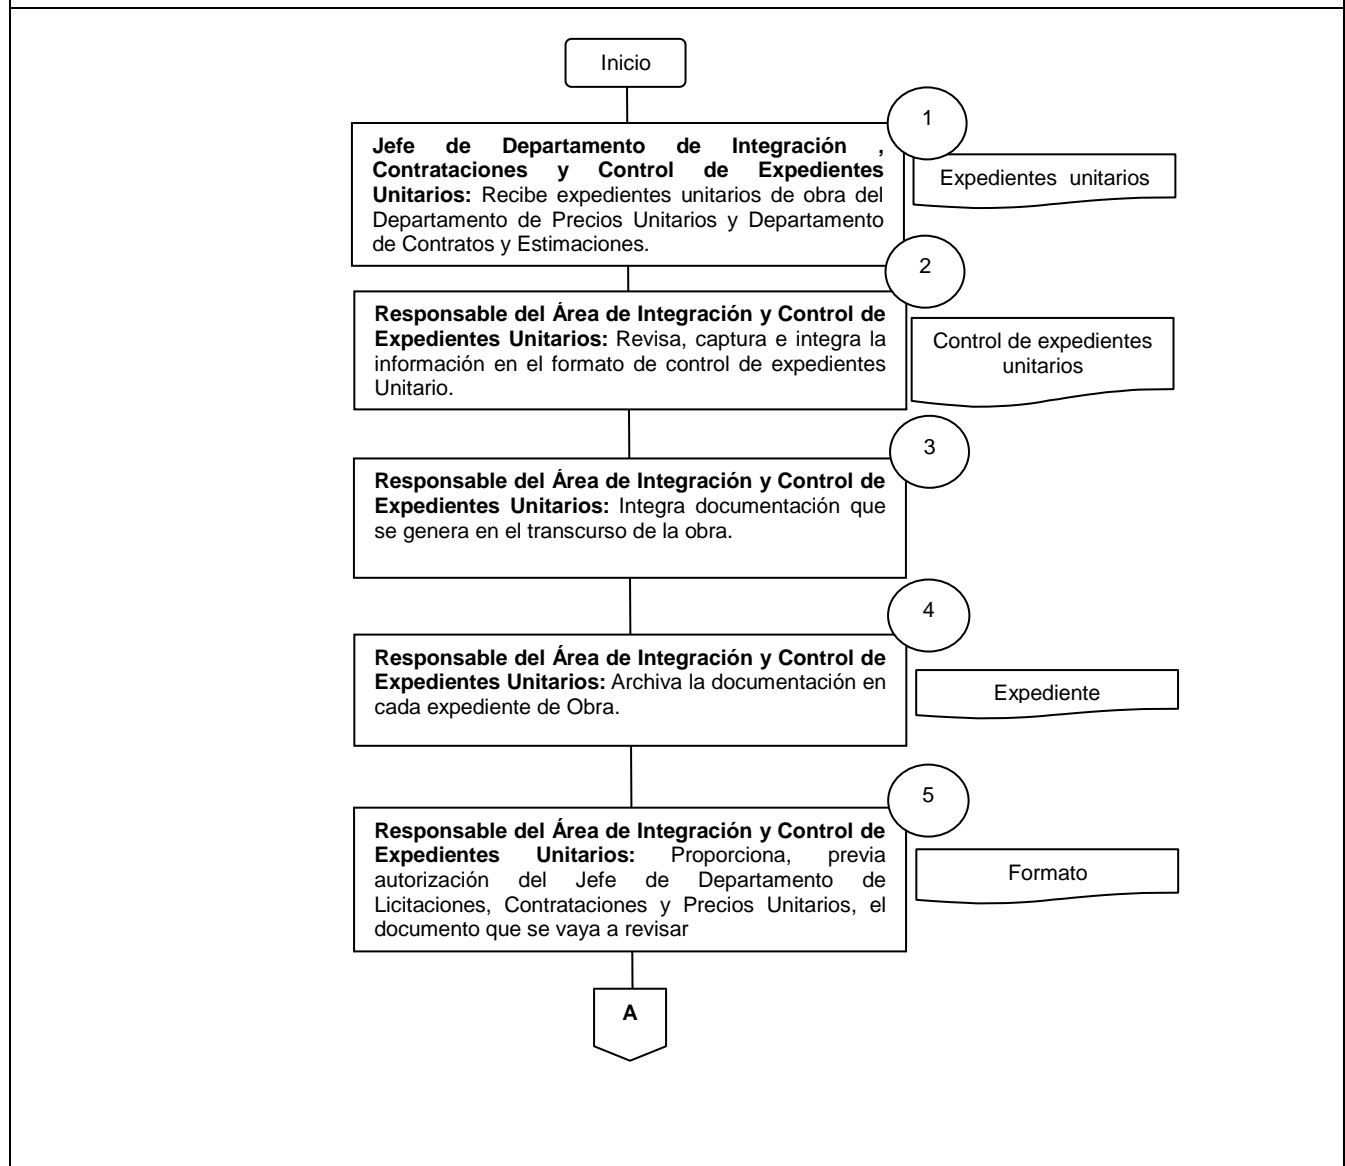 Inicio
1
Jefe de Departamento de Integración ,
Contrataciones y Control de Expedientes
Unitarios: Recibe expedientes unitarios de obra del
Departamento de Precios Unitarios y Departamento
de Contratos y Estimaciones.
Expedientes unitarios
2
Responsable del Área de Integración y Control de
Expedientes Unitarios: Revisa, captura e integra la
información en el formato de control de expedientes
Unitario.
Control de expedientes
unitarios
3
Responsable del Área de Integración y Control de
Expedientes Unitarios: Integra documentación que
se genera en el transcurso de la obra.
4
Responsable del Área de Integración y Control de
Expedientes Unitarios: Archiva la documentación en
cada expediente de Obra.
Expediente
5
Responsable del Área de Integración y Control de
Expedientes Unitarios: Proporciona, previa
autorización del Jefe de Departamento de
Licitaciones, Contrataciones y Precios Unitarios, el
documento que se vaya a revisar
Formato
A